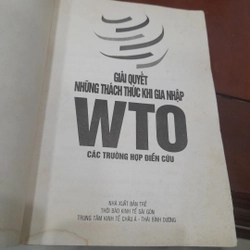 GIẢI QUYẾT
NHỮNG THÁCH THỨC KHI GIA NHẬP
WTO
CÁC TRƯỜNG HỢP ĐIỂN CỨU
NHÀ XUẤT BẢN TRẺ
THỜI BÁO KINH TẾ SÀI GÒN
TRUNG TÂM KINH TẾ CHÂU Á - THÁI BÌNH DƯƠNG